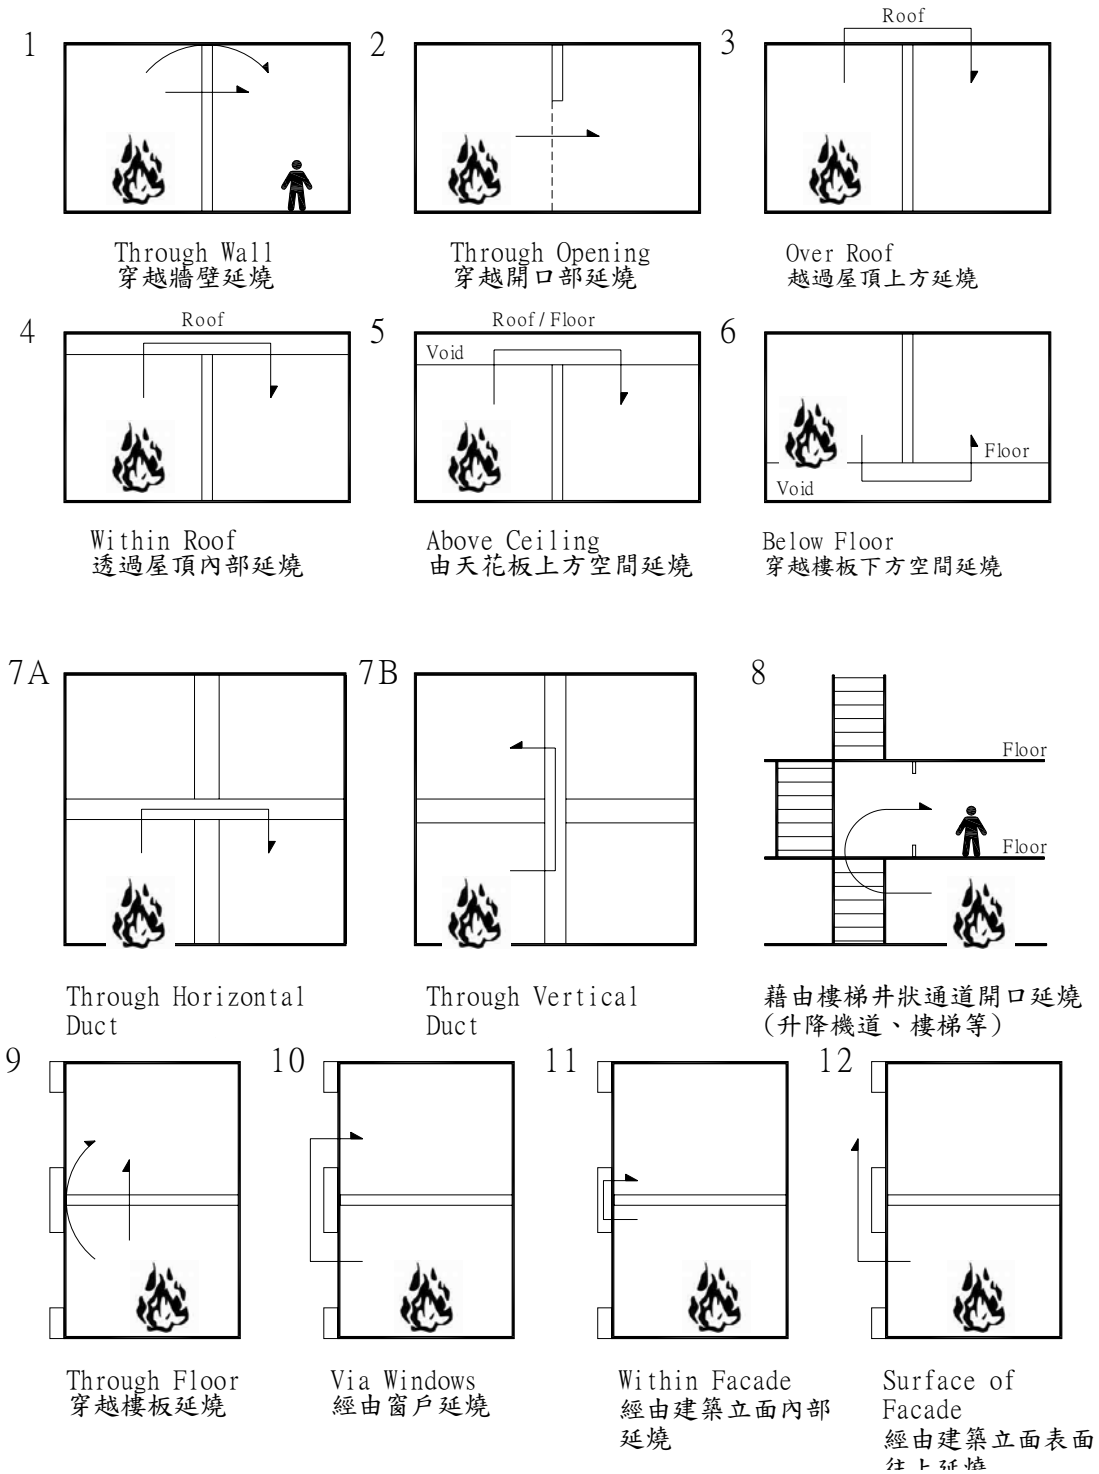 1
2
3
Roof
Through Wall
穿越牆壁延燒
Through Opening
穿越開口部延燒
Over Roof
越過屋頂上方延燒
4
Roof
5
Roof/Floor
Void
6
Floor
Void
Within Roof
透過屋頂內部延燒
Above Ceiling
由天花板上方空間延燒
Below Floor
穿越樓板下方空間延燒
7A
7B
8
Floor
Floor
Through Horizontal
Duct
Through Vertical
Duct
藉由樓梯井狀通道開口延燒
(升降機道、樓梯等)
9
10
11
12
Through Floor
穿越樓板延燒
Via Windows
經由窗戶延燒
Within Facade
經由建築立面內部
延燒
Surface of
Facade
經由建築立面表面
往上延燒